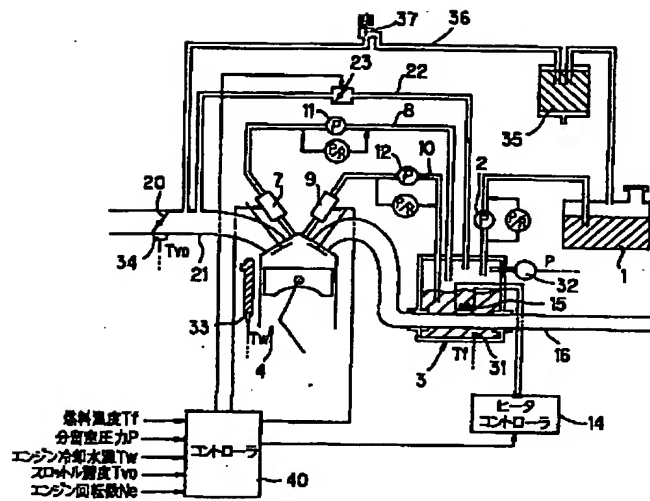 37
36
23
22
11
P
8
12
10
P
P/R
P/R
2
P
P/R
35
7
9
20
34
Tvo
21
P
32
1
15
33
Tw
4
Tf
31
3
16
ヒータ
コントローラ
14
燃料温度Tf
分留室圧力P
エンジン冷却水温Tw
スロットル開度Tvo
エンジン回転数Ne
コントローラ
40